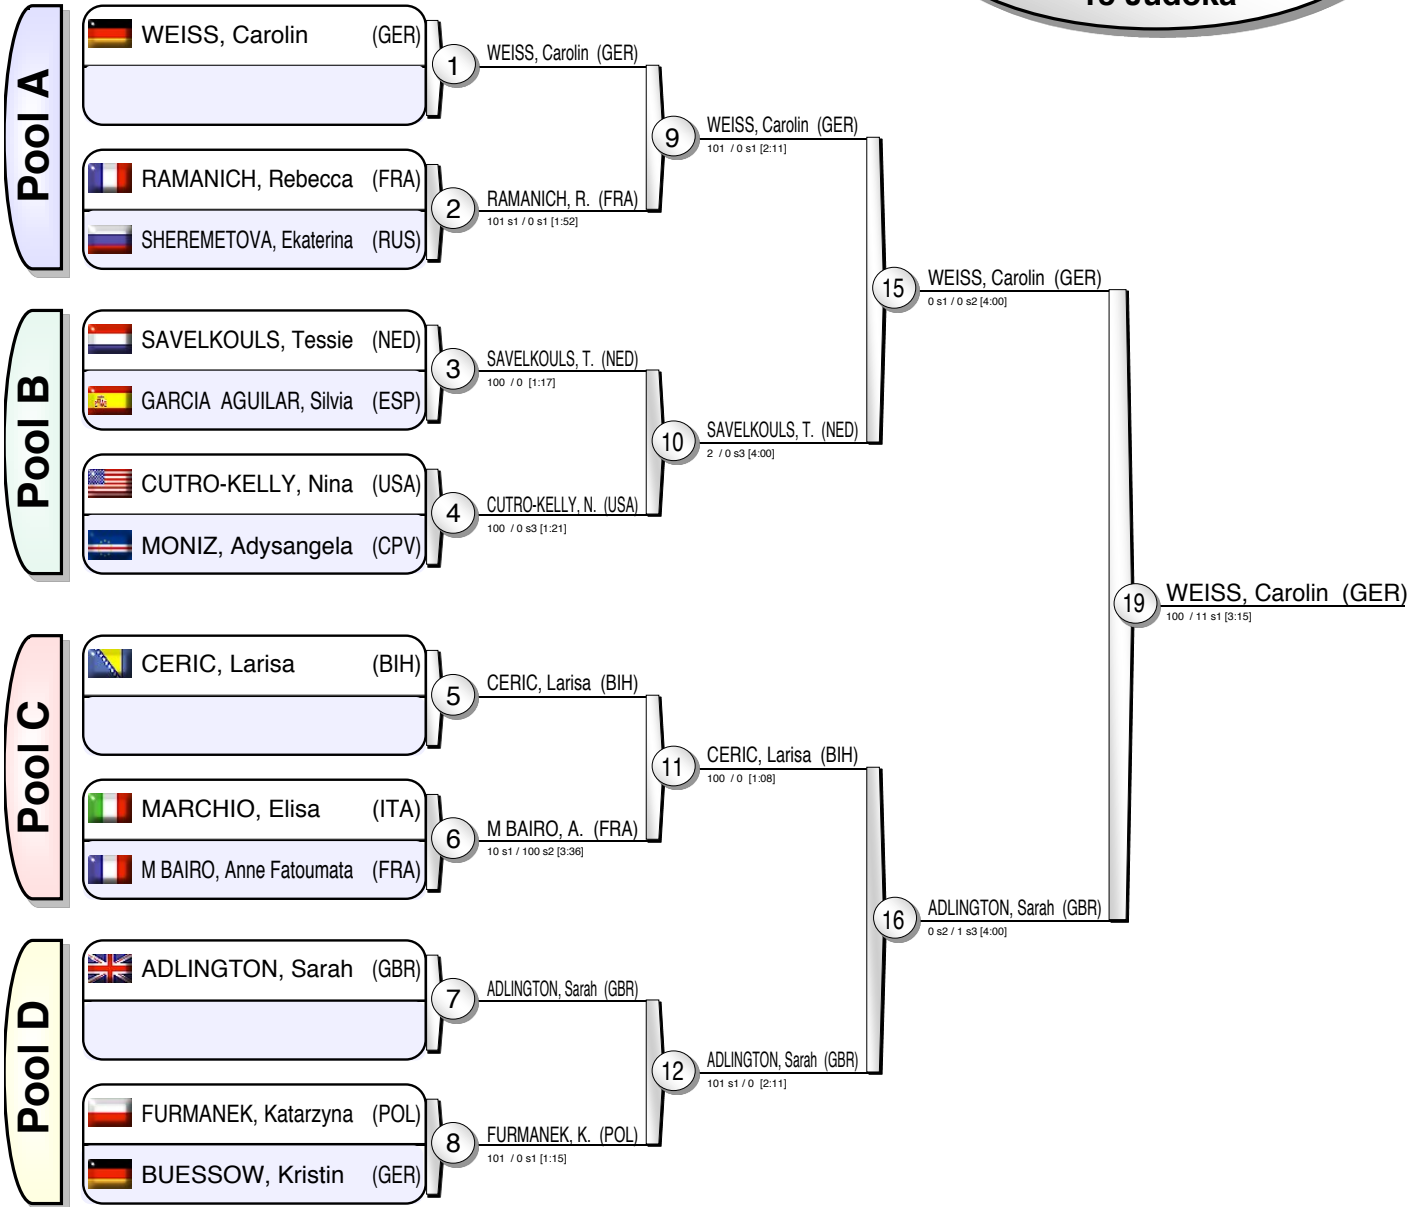 13 Judoka
Pool A
WEISS, Carolin (GER)
RAMANICH, Rebecca (FRA)
SHEREMETOVA, Ekaterina (RUS)
Pool B
SAVELKOULS, Tessie (NED)
GARCIA AGUILAR, Silvia (ESP)
CUTRO-KELLY, Nina (USA)
MONIZ, Adysangela (CPV)
Pool C
CERIC, Larisa (BIH)
MARCHIO, Elisa (ITA)
M BAIRO, Anne Fatoumata (FRA)
Pool D
ADLINGTON, Sarah (GBR)
FURMANEK, Katarzyna (POL)
BUESSOW, Kristin (GER)
1
WEISS, Carolin (GER)
2
RAMANICH, R. (FRA)
101 s1 / 0 s1 [1:52]
3
SAVELKOULS, T. (NED)
100 / 0 [1:17]
4
CUTRO-KELLY, N. (USA)
100 / 0 s3 [1:21]
5
CERIC, Larisa (BIH)
6
M BAIRO, A. (FRA)
10 s1 / 100 s2 [3:36]
7
ADLINGTON, Sarah (GBR)
8
FURMANEK, K. (POL)
101 / 0 s1 [1:15]
9
WEISS, Carolin (GER)
101 / 0 s1 [2:11]
10
SAVELKOULS, T. (NED)
2 / 0 s3 [4:00]
11
CERIC, Larisa (BIH)
100 / 0 [1:08]
12
ADLINGTON, Sarah (GBR)
101 s1 / 0 [2:11]
15
WEISS, Carolin (GER)
0 s1 / 0 s2 [4:00]
16
ADLINGTON, Sarah (GBR)
0 s2 / 1 s3 [4:00]
19
WEISS, Carolin (GER)
100 / 11 s1 [3:15]